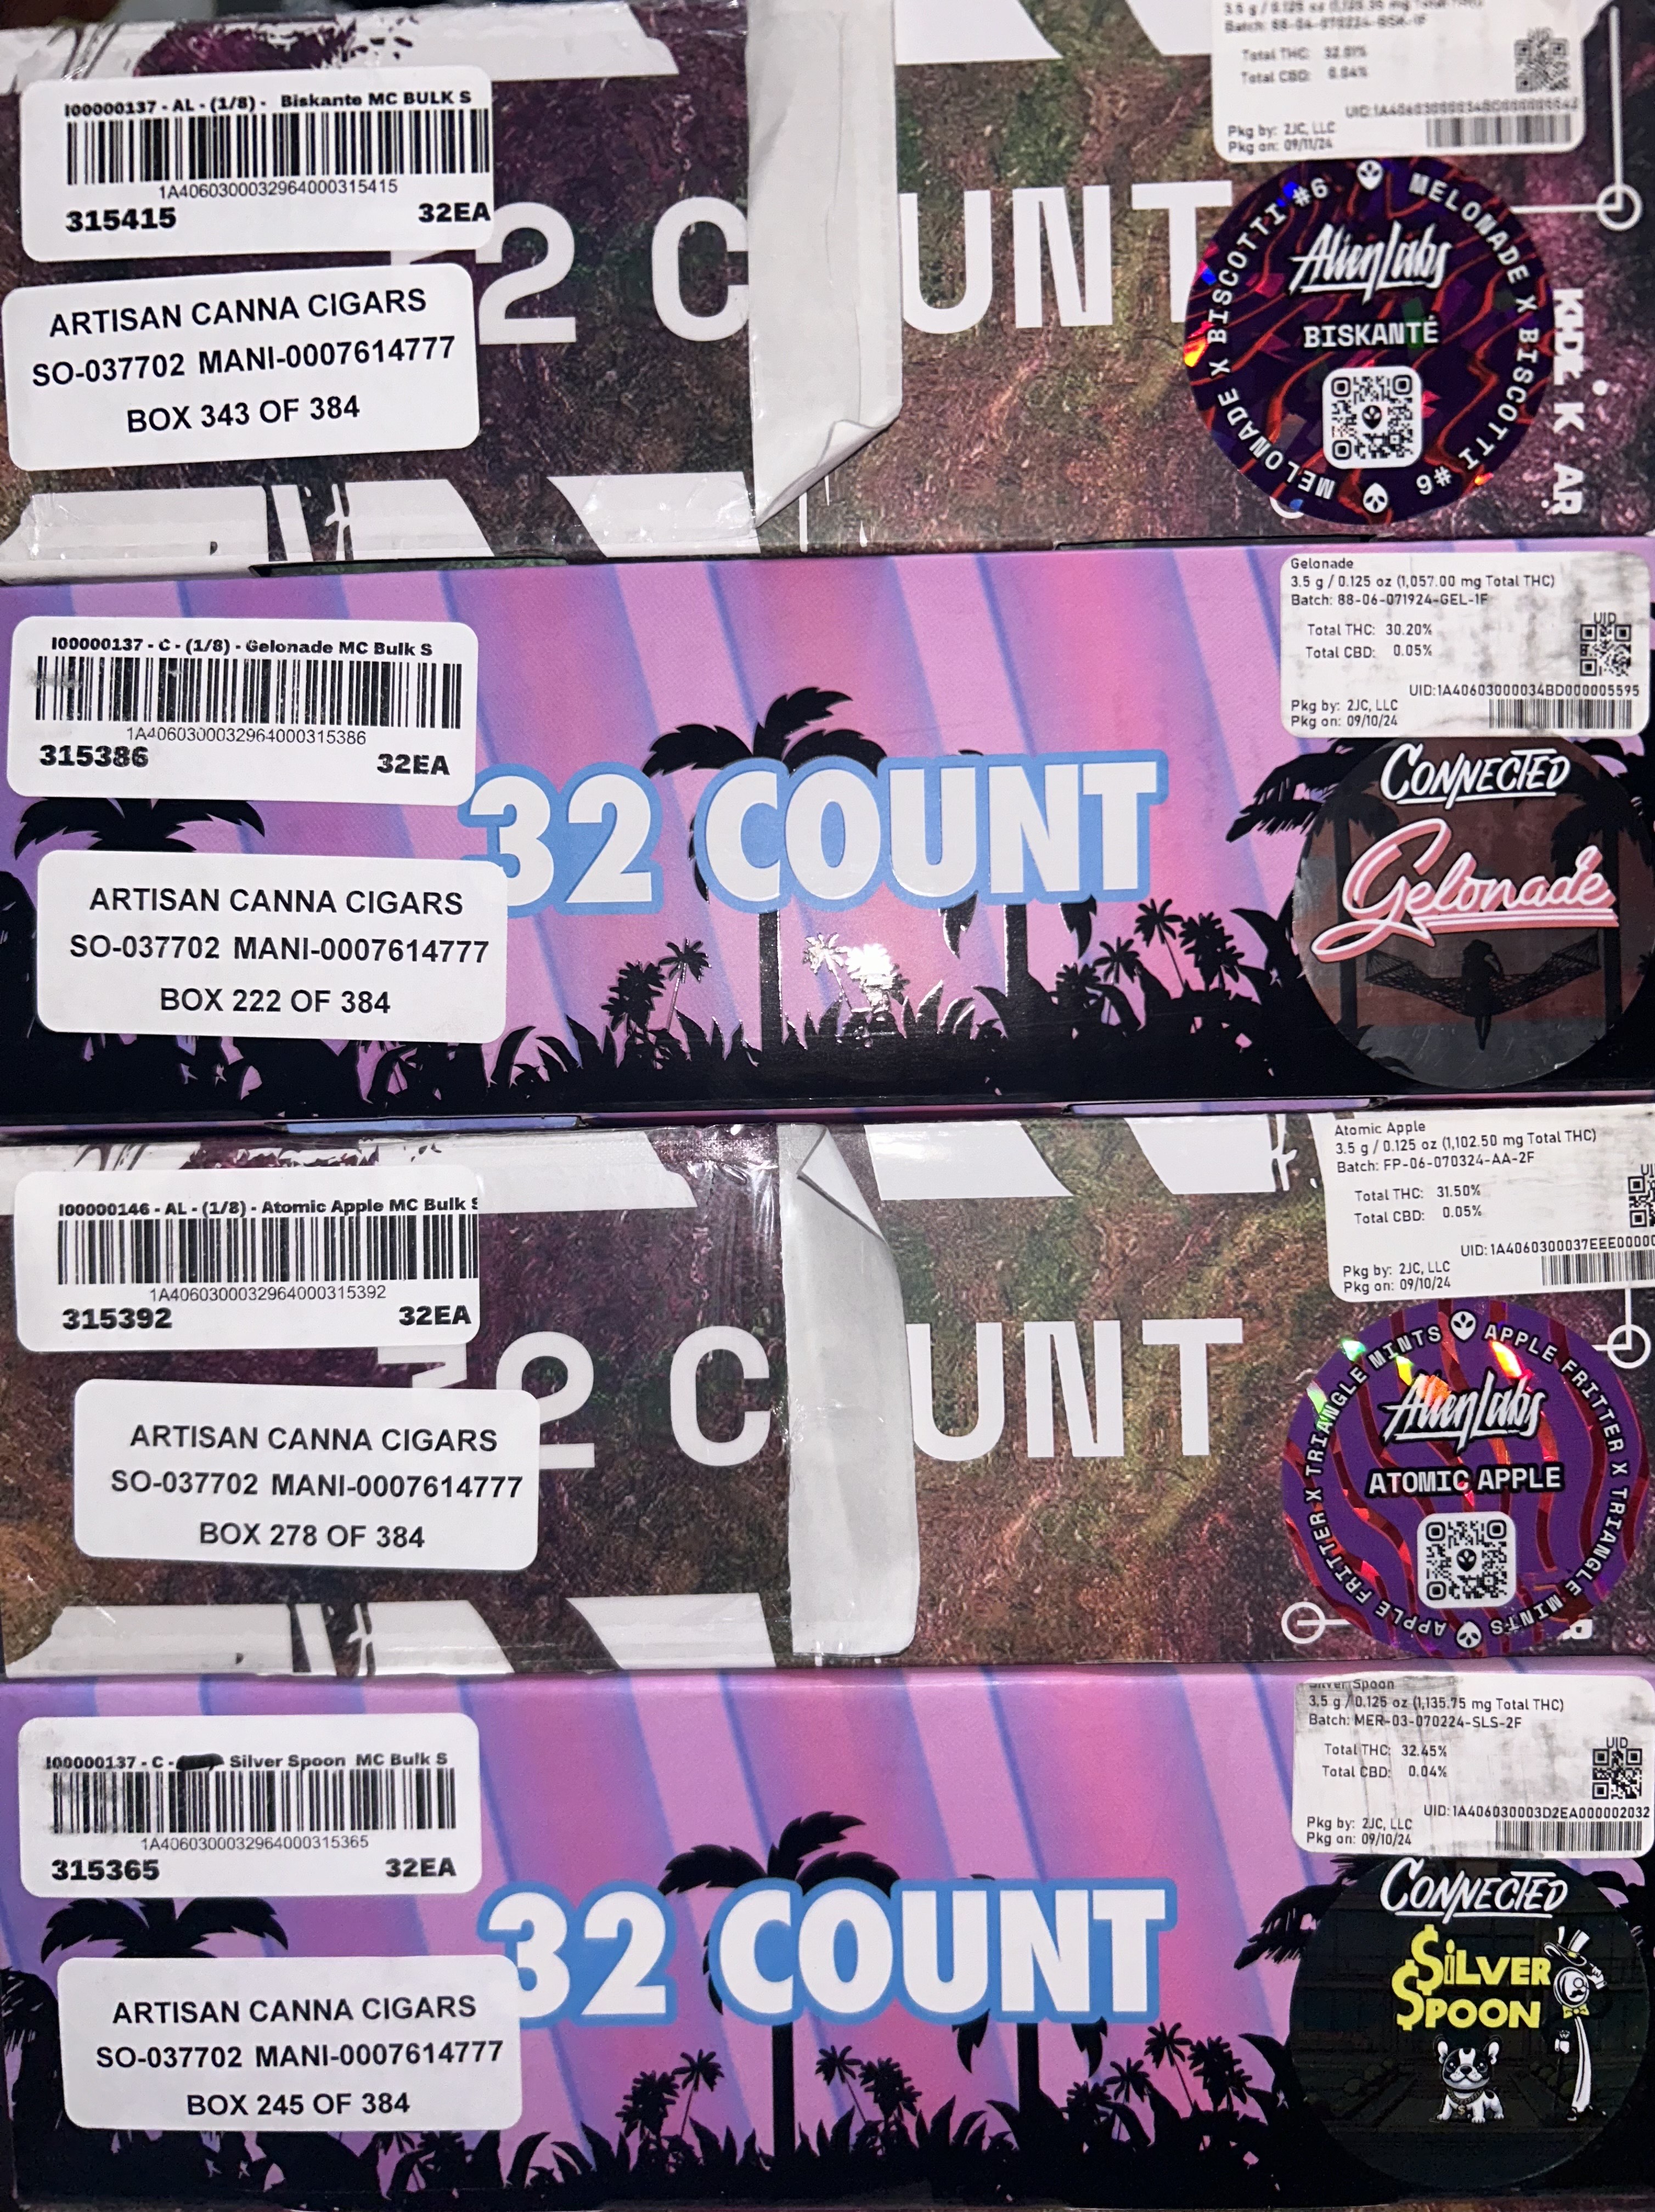 I00000137 - AL - (1/8) - Biskante MC BULK S
1A4060300032964000315415
315415 32EA
ARTISAN CANNA CIGARS
SO-037702 MANI-0007614777
BOX 343 OF 384
2 C UNT
Total THC:
Total CBD:
Pkg by: 2JC, LLC
Pkg on: 09/11/24
MELONADE X BISCOTTI #6
MELONADE X BISCOTTI #6
AlienLabs
BISKANTÉ
I00000137 - C - (1/8) - Gelonade MC Bulk S
1A4060300032964000315386
315386 32EA
ARTISAN CANNA CIGARS
SO-037702 MANI-0007614777
BOX 222 OF 384
32 COUNT
Gelonade
3.5 g / 0.125 oz (1,057.00 mg Total THC)
Batch: 88-06-071924-GEL-1F
UID
Total THC: 30.20%
Total CBD: 0.05%
UID:1A40603000034BD000005595
Pkg by: 2JC, LLC
Pkg on: 09/10/24
CONNECTED
Gelonade
I00000146 - AL - (1/8) - Atomic Apple MC Bulk S
1A4060300032964000315392
315392 32EA
ARTISAN CANNA CIGARS
SO-037702 MANI-0007614777
BOX 278 OF 384
2 C UNT
Atomic Apple
3.5 g / 0.125 oz (1,102.50 mg Total THC)
Batch: FP-06-070324-AA-2F
Total THC: 31.50%
Total CBD: 0.05%
UID:1A4060300037EEE00000
Pkg by: 2JC, LLC
Pkg on: 09/10/24
APPLE FRITTER X TRIANGLE MINTS
APPLE FRITTER X TRIANGLE MINTS
AlienLabs
ATOMIC APPLE
I00000137 - C - Silver Spoon MC Bulk S
1A4060300032964000315365
315365 32EA
ARTISAN CANNA CIGARS
SO-037702 MANI-0007614777
BOX 245 OF 384
32 COUNT
Silver Spoon
3.5 g / 0.125 oz (1,135.75 mg Total THC)
Batch: MER-03-070224-SLS-2F
UID
Total THC: 32.45%
Total CBD: 0.04%
UID:1A406030003D2EA000002032
Pkg by: 2JC, LLC
Pkg on: 09/10/24
CONNECTED
$iLVER
$POON